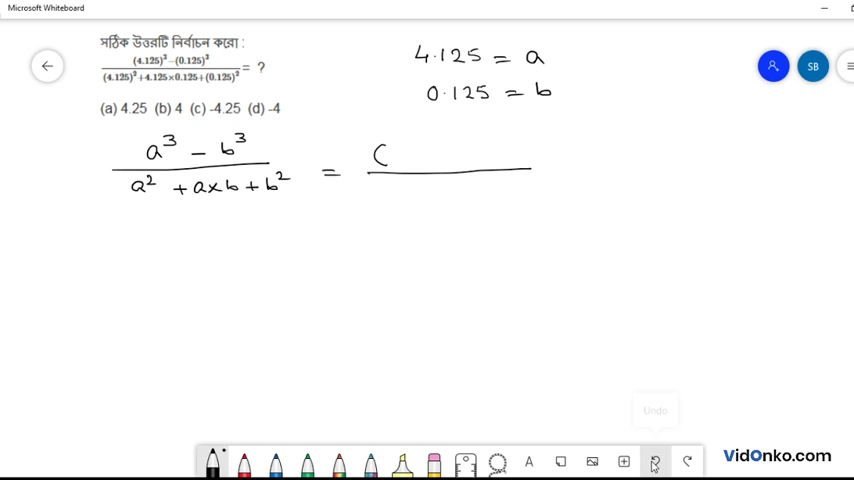 Microsoft Whiteboard
সঠিক উত্তরটি নির্বাচন করো :
(4.125)³ −(0.125)³
(4.125)²+4.125×0.125+(0.125)² = ?
(a) 4.25 (b) 4 (c) -4.25 (d) -4
4.125 = a
0.125 = b
a³ − b³
a² + a×b + b² = (
SB
Undo
A
VidOnko.com